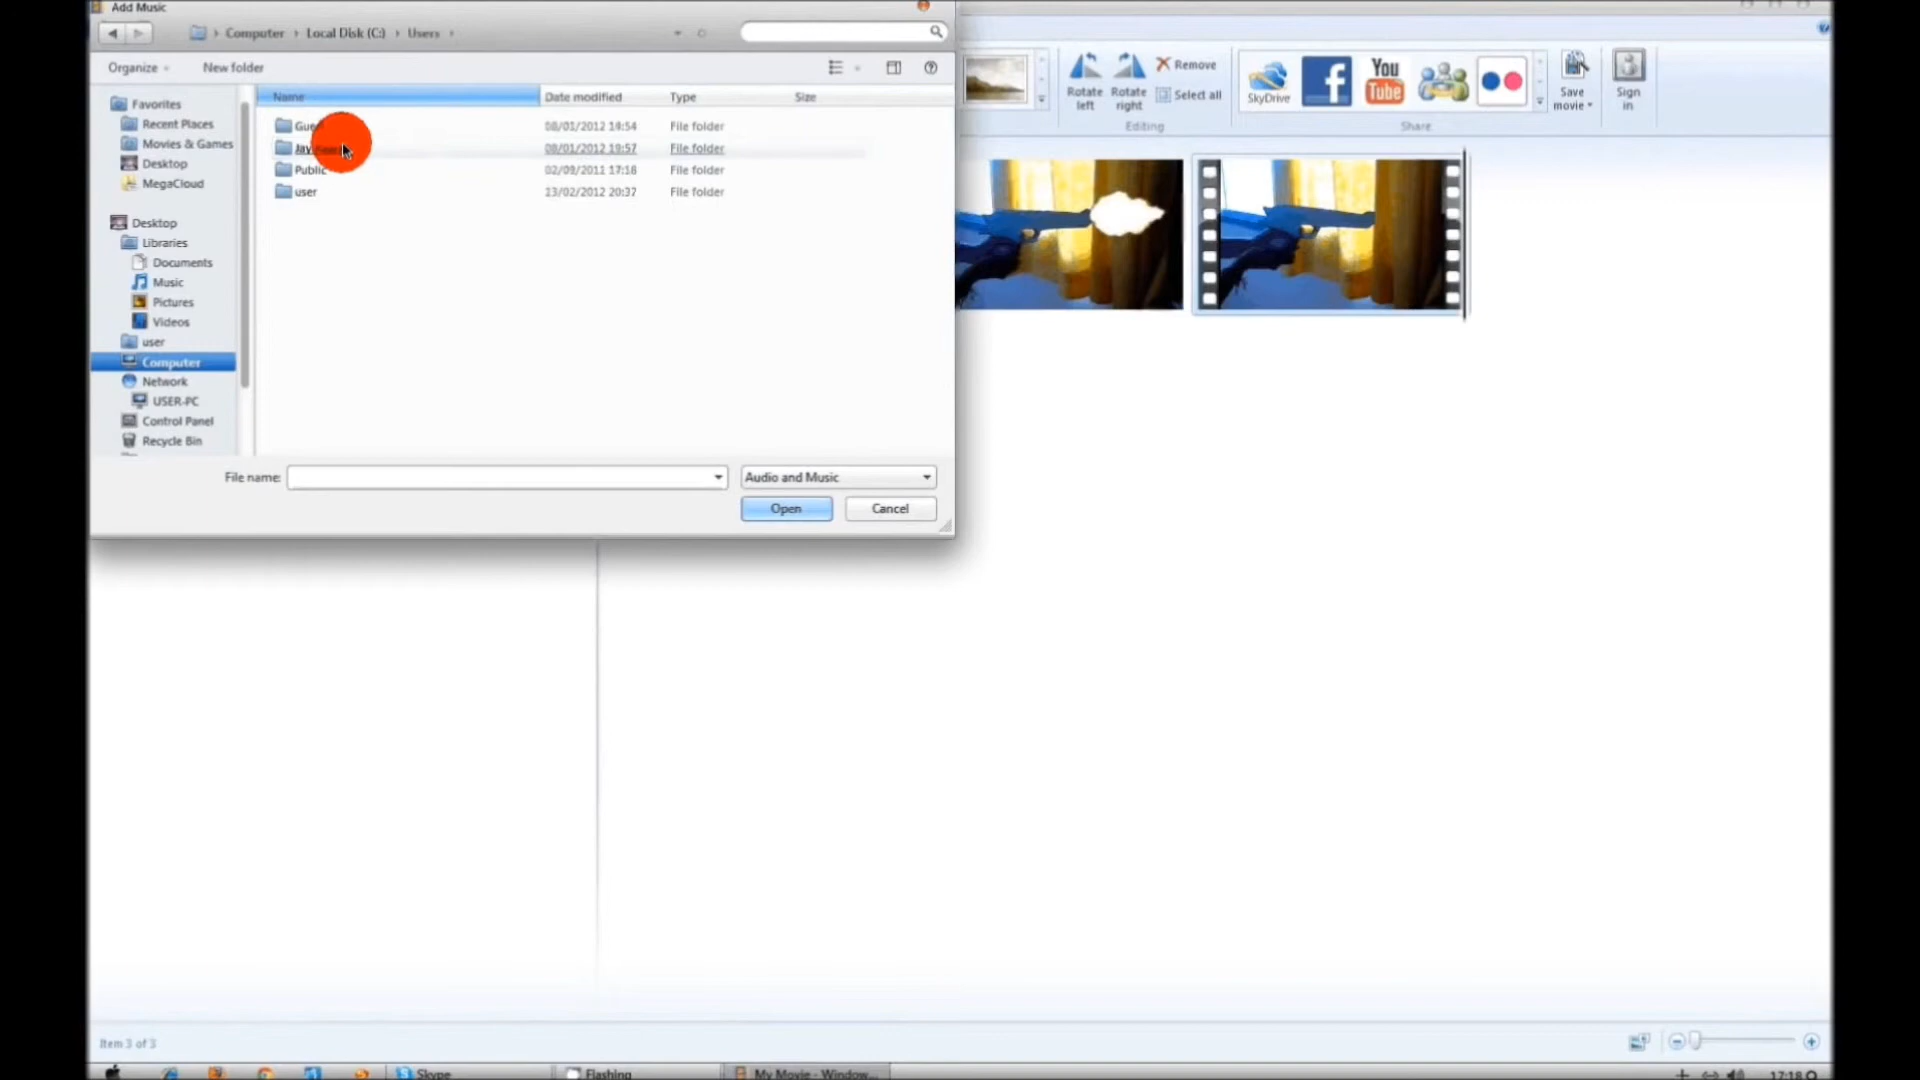 Add Music
Computer › Local Disk (C:) › Users ›
Organize
New folder
Favorites
Recent Places
Movies & Games
Desktop
MegaCloud
Desktop
Libraries
Documents
Music
Pictures
Videos
user
Computer
Network
USER-PC
Control Panel
Recycle Bin
Name Date modified Type Size
08/01/2012 19:54 File folder
Jay 08/01/2012 19:57 File folder
Public 02/09/2011 17:18 File folder
user 23/02/2012 20:37 File folder
File name:
Audio and Music
Open
Cancel
Rotate left
Rotate right
Remove
Select all
Editing
SkyDrive
You Tube
Share
Save movie
Sign in
Item 3 of 3
Skype
Flashing
My Movie - Window...
17:18